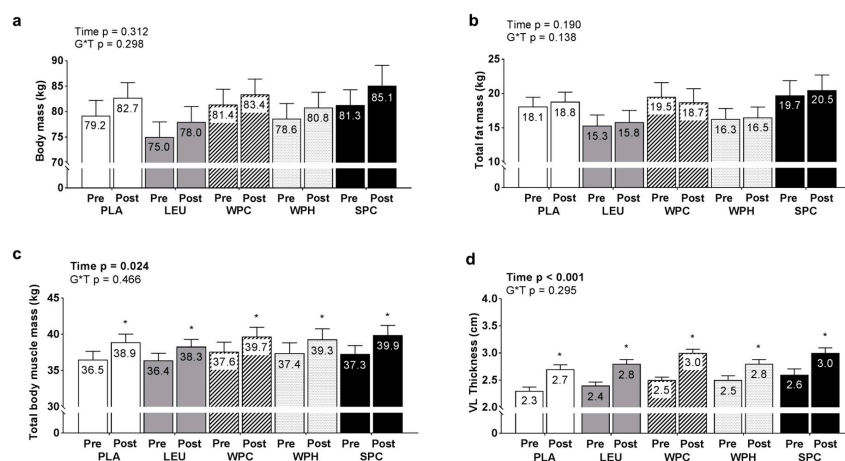 a
Time p = 0.312
G*T p = 0.298
Body mass (kg)
90
85
80
75
70
0
79.2 82.7 75.0 78.0 81.4 83.4 78.6 80.8 81.3 85.1
Pre Post Pre Post Pre Post Pre Post Pre Post
PLA LEU WPC WPH SPC
b
Time p = 0.190
G*T p = 0.138
Total fat mass (kg)
25
20
15
10
0
18.1 18.8 15.3 15.8 19.5 18.7 16.3 16.5 19.7 20.5
Pre Post Pre Post Pre Post Pre Post Pre Post
PLA LEU WPC WPH SPC
c
Time p = 0.024
G*T p = 0.466
Total body muscle mass (kg)
45
40
35
30
0
* * * * *
36.5 38.9 36.4 38.3 37.6 39.7 37.4 39.3 37.3 39.9
Pre Post Pre Post Pre Post Pre Post Pre Post
PLA LEU WPC WPH SPC
d
Time p < 0.001
G*T p = 0.295
VL Thickness (cm)
4.0
3.5
3.0
2.5
2.0
0
* * * * *
2.3 2.7 2.4 2.8 2.5 3.0 2.5 2.8 2.6 3.0
Pre Post Pre Post Pre Post Pre Post Pre Post
PLA LEU WPC WPH SPC